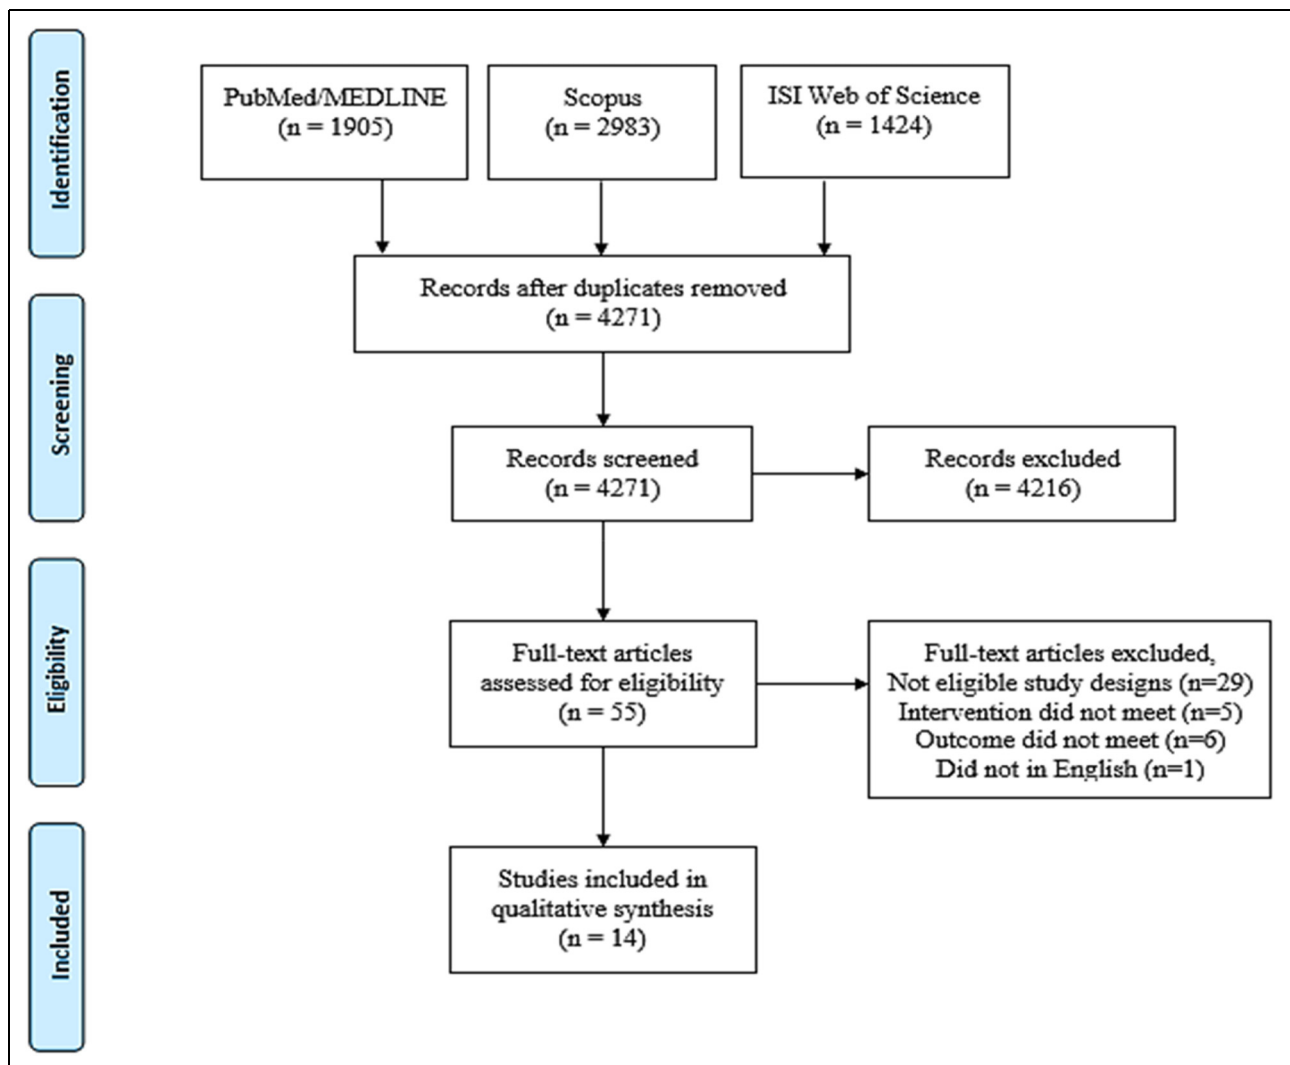 Identification
PubMed/MEDLINE
(n = 1905)
Scopus
(n = 2983)
ISI Web of Science
(n = 1424)
Records after duplicates removed
(n = 4271)
Screening
Records screened
(n = 4271)
Records excluded
(n = 4216)
Eligibility
Full-text articles
assessed for eligibility
(n = 55)
Full-text articles excluded,
Not eligible study designs (n=29)
Intervention did not meet (n=5)
Outcome did not meet (n=6)
Did not in English (n=1)
Included
Studies included in
qualitative synthesis
(n = 14)